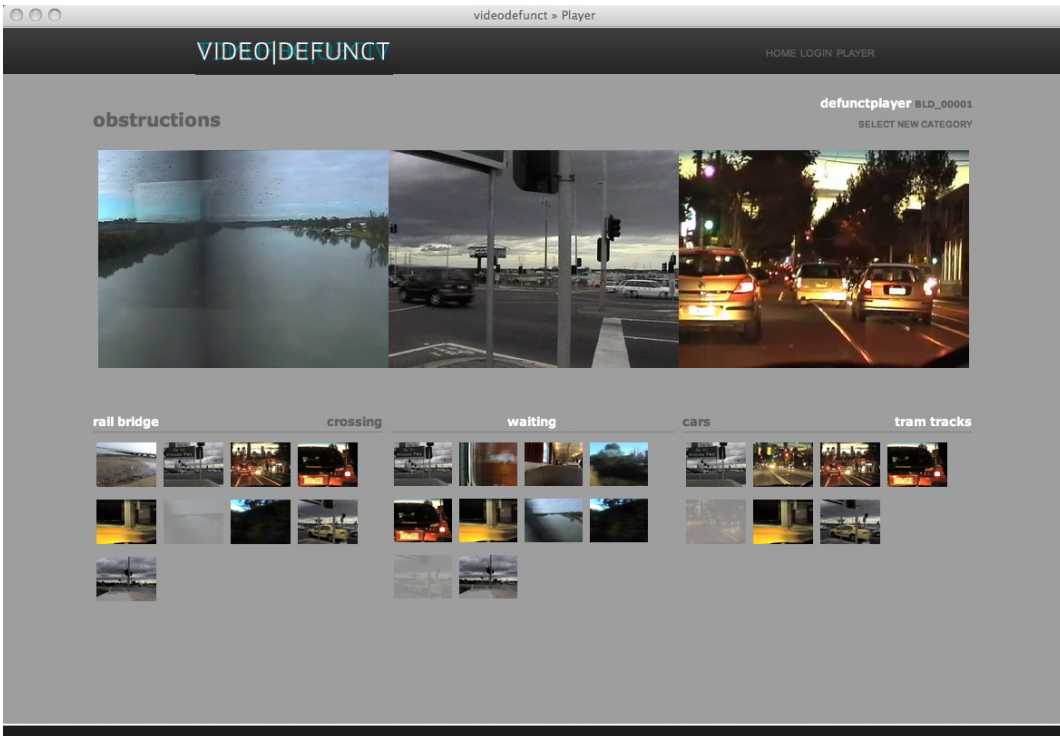 videodefunct » Player
VIDEO|DEFUNCT
HOME LOGIN PLAYER
defunctplayer BLD_00001
obstructions
SELECT NEW CATEGORY
rail bridge crossing waiting cars tram tracks